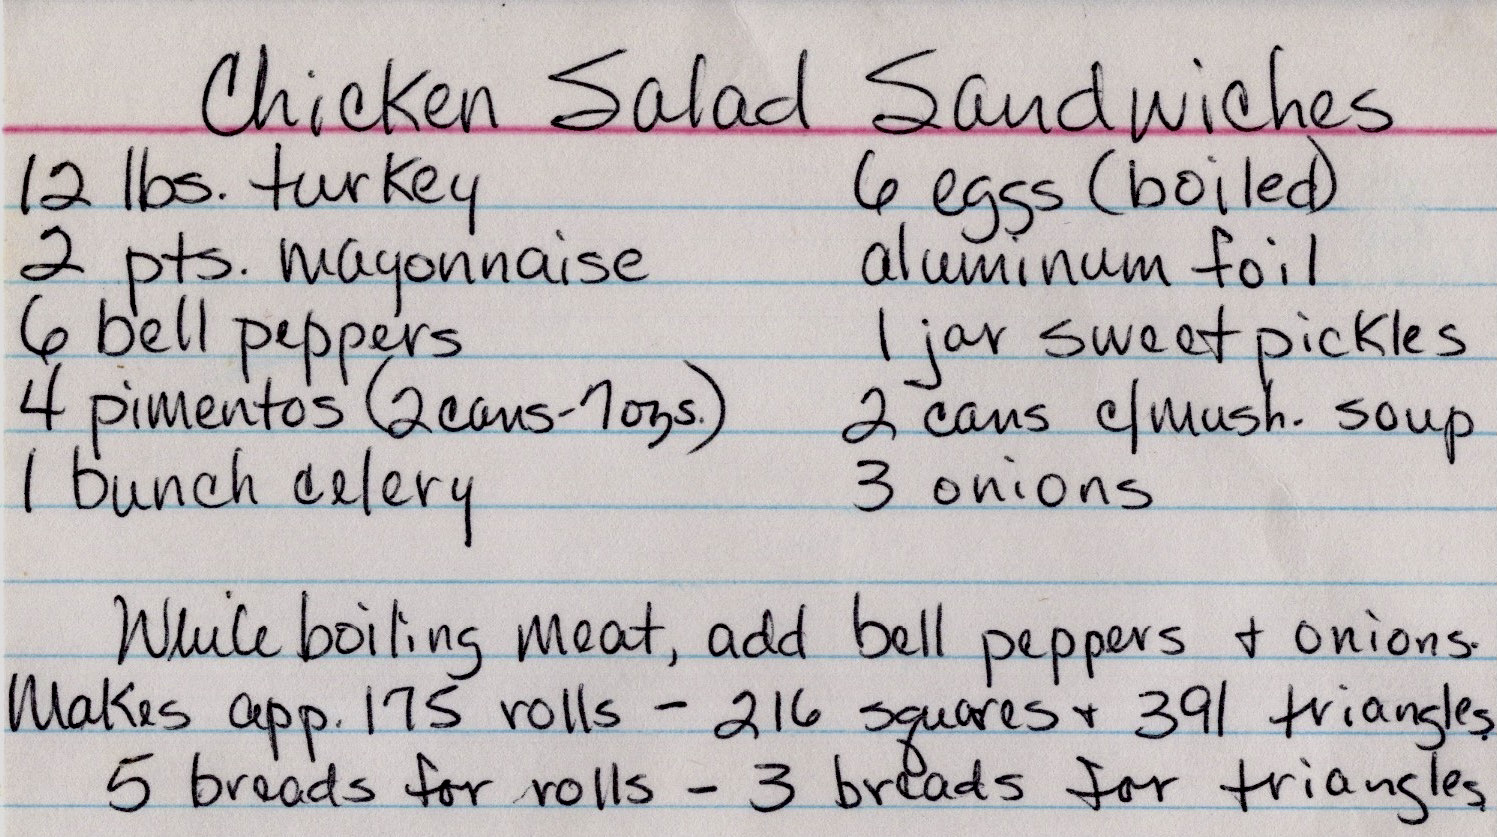 Chicken Salad Sandwiches
12 lbs. turkey
2 pts. mayonnaise
6 bell peppers
4 pimentos (2 cans-7ozs.)
1 bunch celery
6 eggs (boiled)
aluminum foil
1 jar sweet pickles
2 cans c/mush. soup
3 onions
While boiling meat, add bell peppers + onions.
Makes app. 175 rolls - 216 squares + 391 triangles
5 breads for rolls - 3 breads for triangles